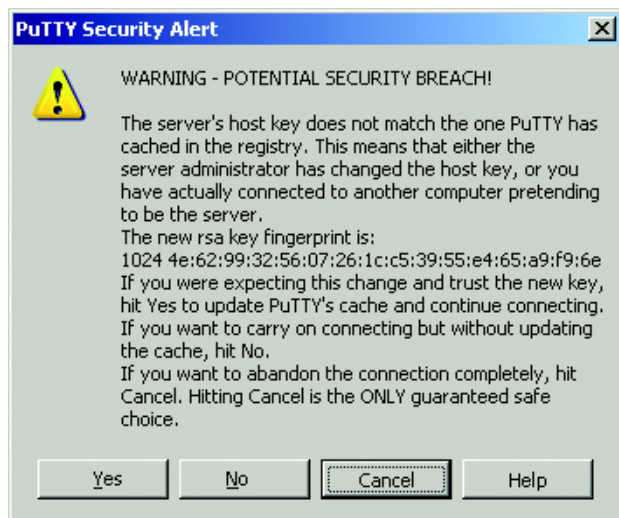 PuTTY Security Alert
WARNING - POTENTIAL SECURITY BREACH!
The server's host key does not match the one PuTTY has
cached in the registry. This means that either the
server administrator has changed the host key, or you
have actually connected to another computer pretending
to be the server.
The new rsa key fingerprint is:
1024 4e:62:99:32:56:07:26:1c:c5:39:55:e4:65:a9:f9:6e
If you were expecting this change and trust the new key,
hit Yes to update PuTTY's cache and continue connecting.
If you want to carry on connecting but without updating
the cache, hit No.
If you want to abandon the connection completely, hit
Cancel. Hitting Cancel is the ONLY guaranteed safe
choice.
Yes No Cancel Help